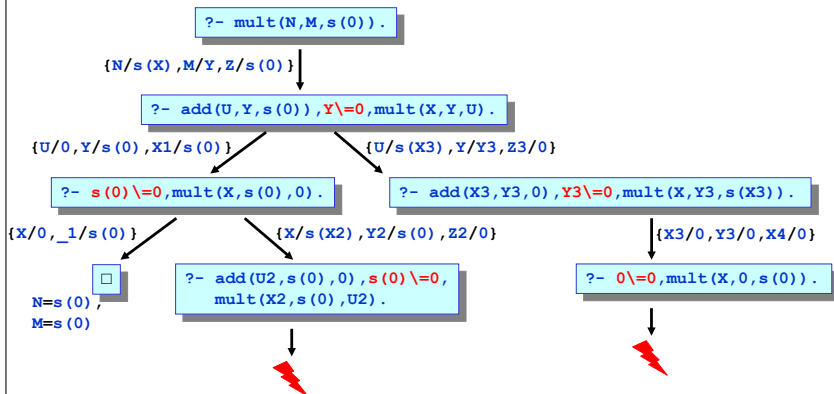 ?- mult(N,M,s(0)).
{N/s(X),M/Y,Z/s(0)}
?- add(U,Y,s(0)),Y\=0,mult(X,Y,U).
{U/0,Y/s(0),X1/s(0)}
{U/s(X3),Y/Y3,Z3/0}
?- s(0)\=0,mult(X,s(0),0).
?- add(X3,Y3,0),Y3\=0,mult(X,Y3,s(X3)).
{X/0,_1/s(0)}
{X/s(X2),Y2/s(0),Z2/0}
{X3/0,Y3/0,X4/0}
□
N=s(0),
M=s(0)
?- add(U2,s(0),0),s(0)\=0,
mult(X2,s(0),U2).
?- 0\=0,mult(X,0,s(0)).